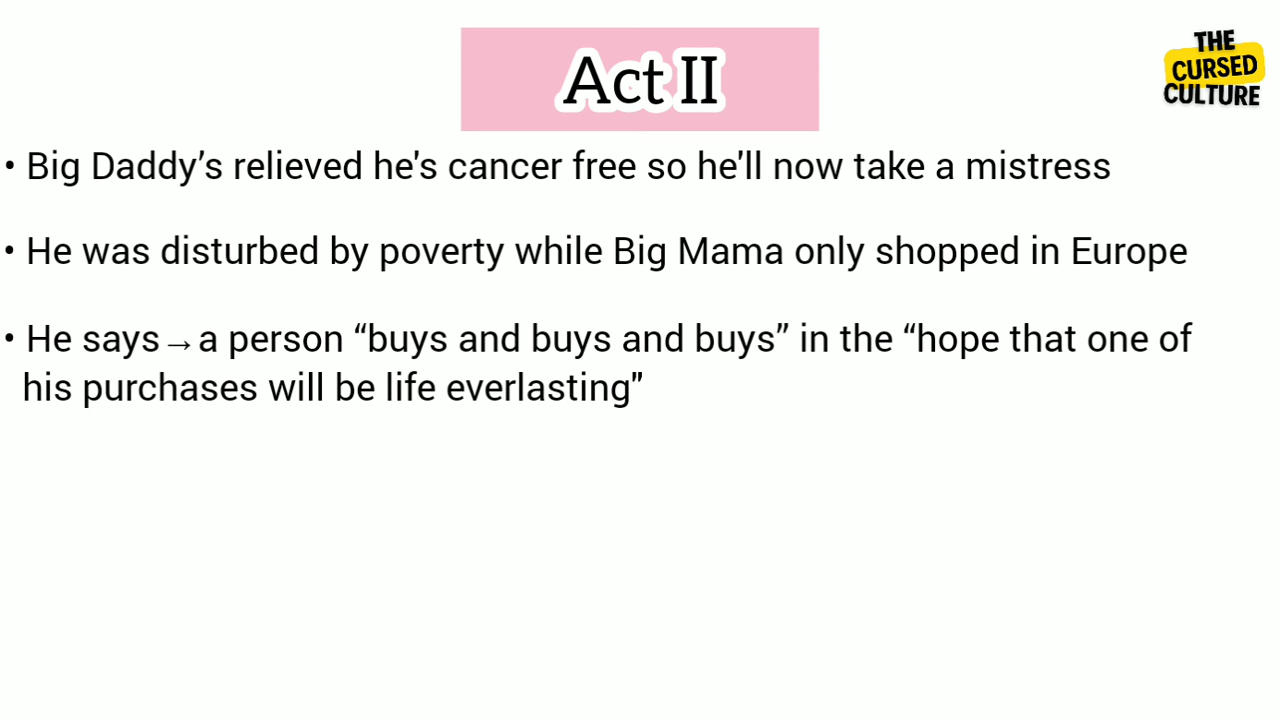 Act II
THE
CURSED
CULTURE
• Big Daddy’s relieved he's cancer free so he'll now take a mistress
• He was disturbed by poverty while Big Mama only shopped in Europe
• He says→a person “buys and buys and buys” in the “hope that one of
his purchases will be life everlasting"